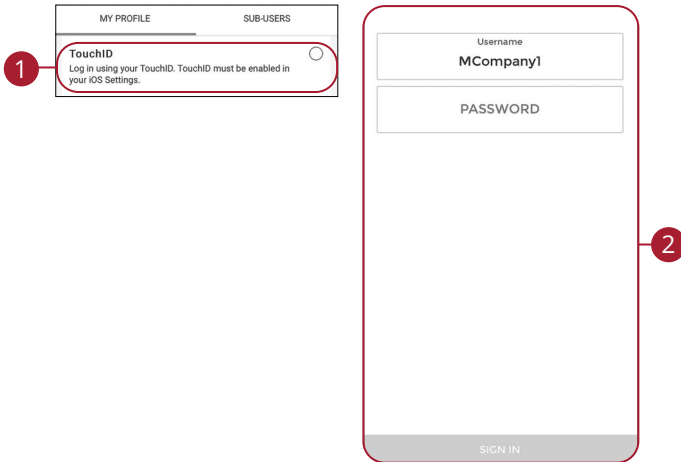 MY PROFILE SUB-USERS
TouchID
Log in using your TouchID. TouchID must be enabled in
your iOS Settings.
1
Username
MCompany1
PASSWORD
2
SIGN IN